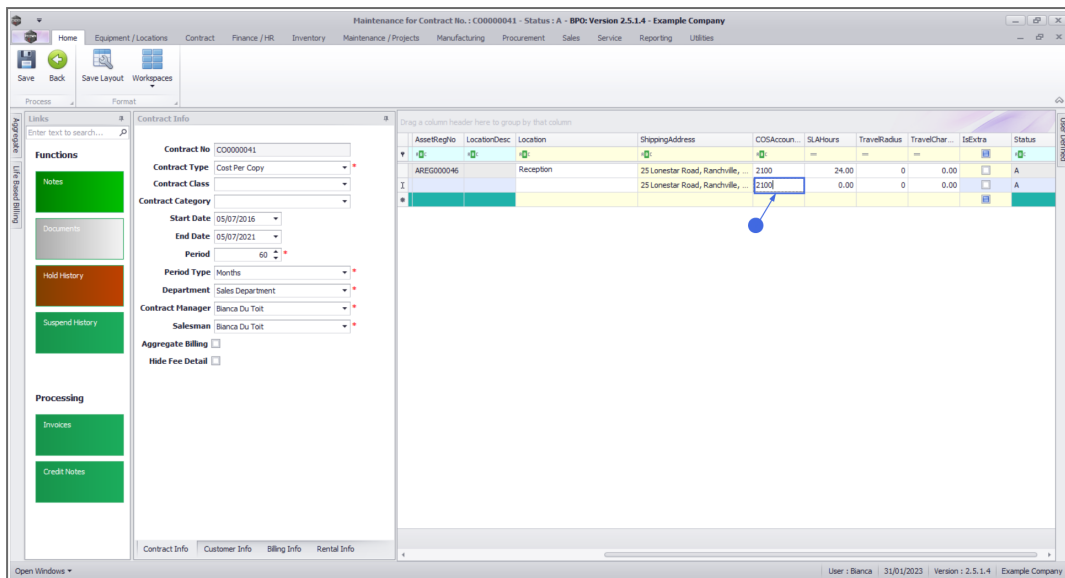 Maintenance for Contract No. : CO0000041 - Status : A - BPO: Version 2.5.1.4 - Example Company
Home Equipment / Locations Contract Finance / HR Inventory Maintenance / Projects Manufacturing Procurement Sales Service Reporting Utilities
Save Back Save Layout Workspaces
Process Format
Links
Enter text to search...
Functions
Notes
Documents
Hold History
Suspend History
Processing
Invoices
Credit Notes
Aggregate
Life Based Billing
Contract Info
Contract No CO0000041
Contract Type Cost Per Copy *
Contract Class
Contract Category
Start Date 05/07/2016
End Date 05/07/2021
Period 60 *
Period Type Months *
Department Sales Department *
Contract Manager Bianca Du Toit *
Salesman Bianca Du Toit *
Aggregate Billing
Hide Fee Detail
Contract Info Customer Info Billing Info Rental Info
Drag a column header here to group by that column
AssetRegNo LocationDesc Location ShippingAddress COSAccoun... SLAHours TravelRadius TravelChar... IsExtra Status
AREG000046 Reception 25 Lonestar Road, Ranchville, ... 2100 24.00 0 0.00 A
25 Lonestar Road, Ranchville, ... 2100 0.00 0 0.00 A
User Defined
Open Windows
User : Bianca 31/01/2023 Version : 2.5.1.4 Example Company